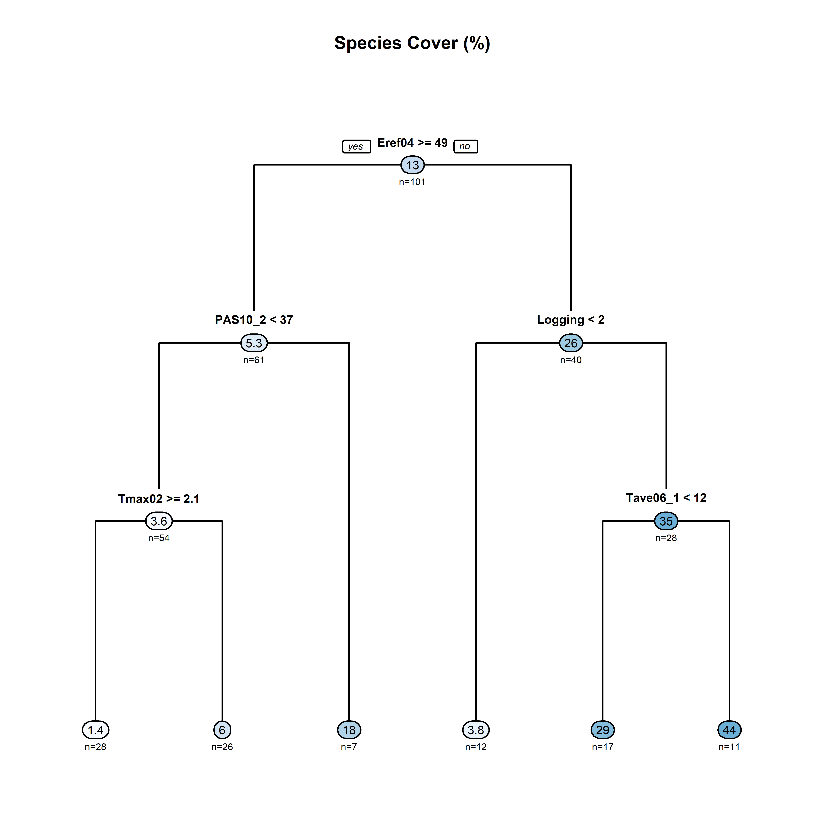 Species Cover (%)
yes Eref04 >= 49 no
13
n=101
PAS10_2 < 37 Logging < 2
5.3 26
n=61 n=40
Tmax02 >= 2.1 Tave06_1 < 12
3.6 35
n=54 n=28
1.4 6 18 3.8 29 44
n=28 n=26 n=7 n=12 n=17 n=11